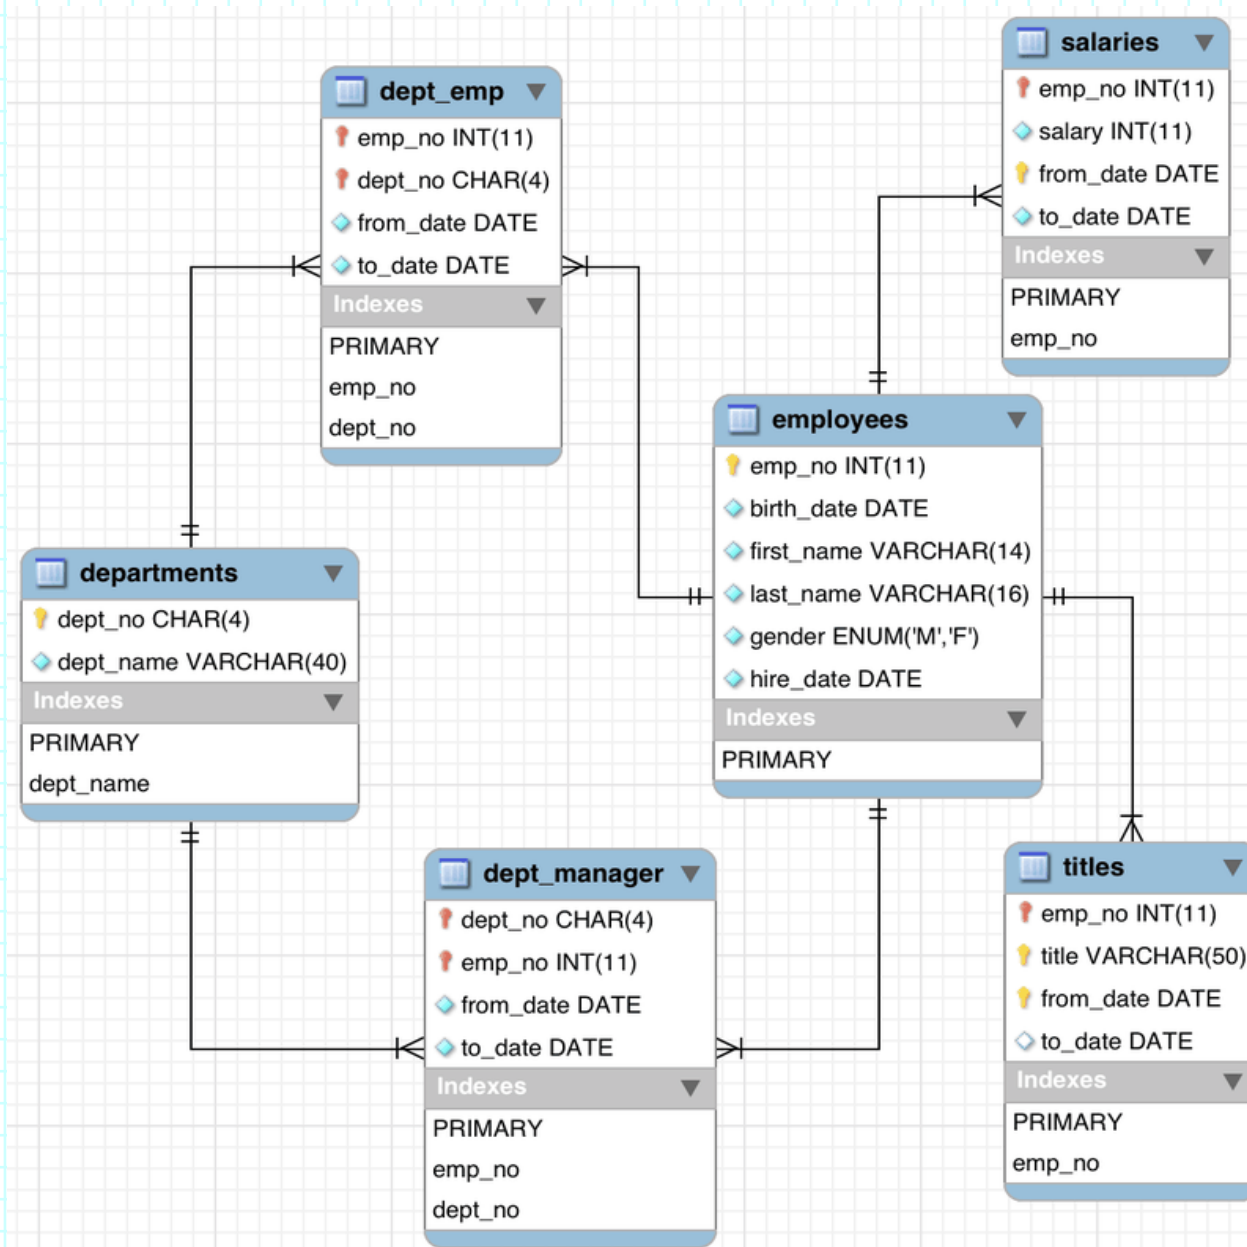 dept_emp
emp_no INT(11)
dept_no CHAR(4)
from_date DATE
to_date DATE
Indexes
PRIMARY
emp_no
dept_no
salaries
emp_no INT(11)
salary INT(11)
from_date DATE
to_date DATE
Indexes
PRIMARY
emp_no
departments
dept_no CHAR(4)
dept_name VARCHAR(40)
Indexes
PRIMARY
dept_name
employees
emp_no INT(11)
birth_date DATE
first_name VARCHAR(14)
last_name VARCHAR(16)
gender ENUM('M','F')
hire_date DATE
Indexes
PRIMARY
dept_manager
dept_no CHAR(4)
emp_no INT(11)
from_date DATE
to_date DATE
Indexes
PRIMARY
emp_no
dept_no
titles
emp_no INT(11)
title VARCHAR(50)
from_date DATE
to_date DATE
Indexes
PRIMARY
emp_no